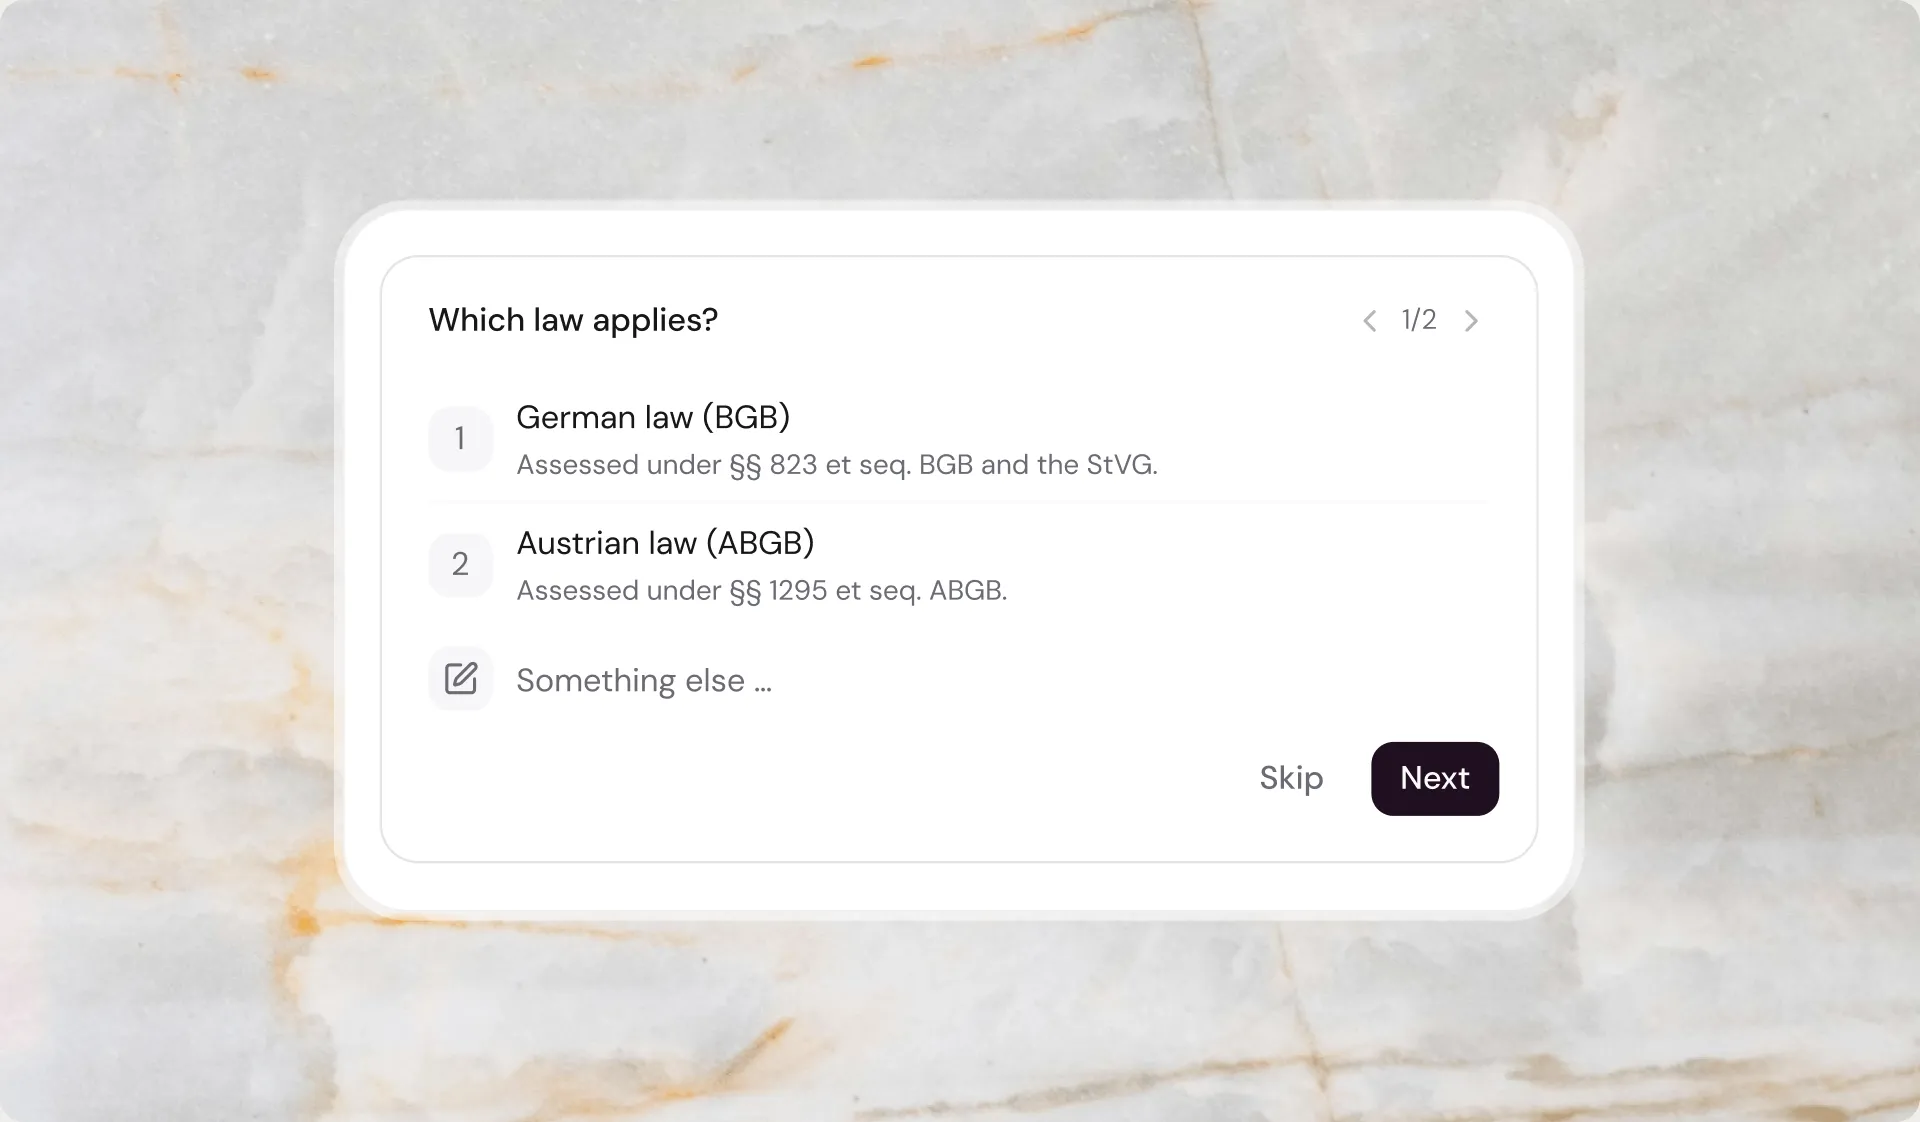 Which law applies?
1/2
1
German law (BGB)
Assessed under §§ 823 et seq. BGB and the StVG.
2
Austrian law (ABGB)
Assessed under §§ 1295 et seq. ABGB.
Something else ...
Skip
Next